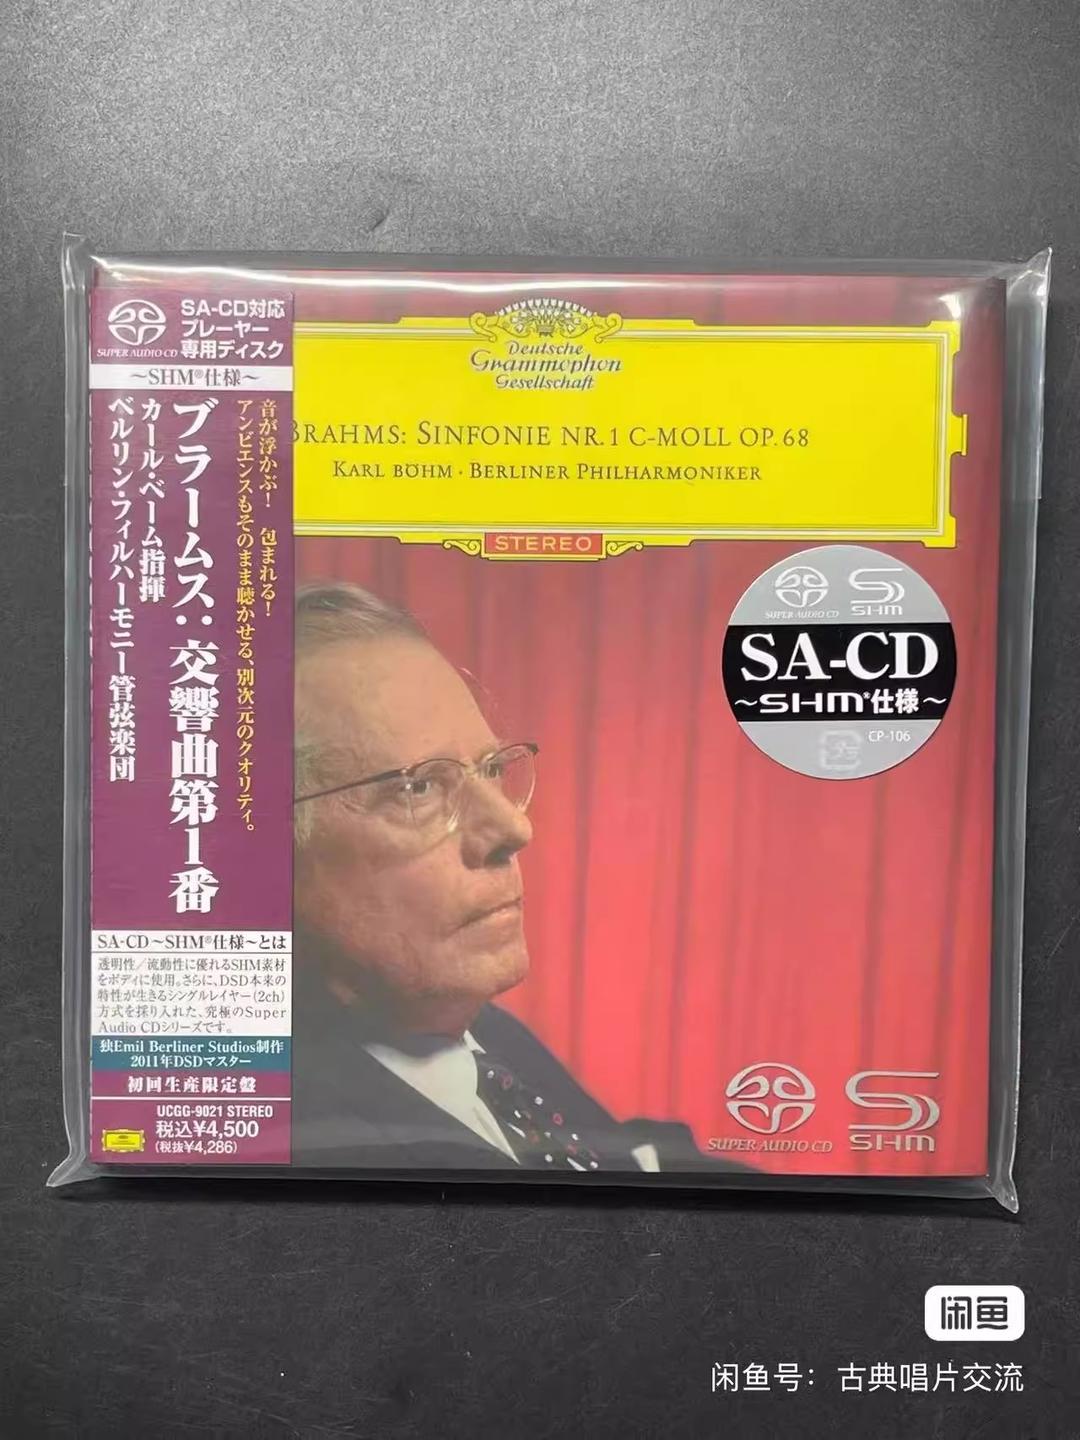 SUPER AUDIO CD
SA-CD対応
プレーヤー
専用ディスク
～SHM®仕様～
音が浮かぶ！ 包まれる！
アンビエンスもそのまま聴かせる、別次元のクオリティ。
ブラームス：交響曲第1番
カール・ベーム指揮
ベルリン・フィルハーモニー管弦楽団
SA-CD～SHM®仕様～とは
透明性／流動性に優れるSHM素材
をボディに使用。さらに、DSD本来の
特性が生きるシングルレイヤー(2ch)
方式を採り入れた、究極のSuper
Audio CDシリーズです。
独Emil Berliner Studios制作
2011年DSDマスター
初回生産限定盤
UCGG-9021 STEREO
税込¥4,500
(税抜¥4,286)
Deutsche
Grammophon
Gesellschaft
BRAHMS: SINFONIE NR. 1 C-MOLL OP. 68
KARL BÖHM · BERLINER PHILHARMONIKER
STEREO
SUPER AUDIO CD
SHM
SA-CD
～SHM®仕様～
CP-106
SUPER AUDIO CD
SHM
闲鱼
闲鱼号：古典唱片交流